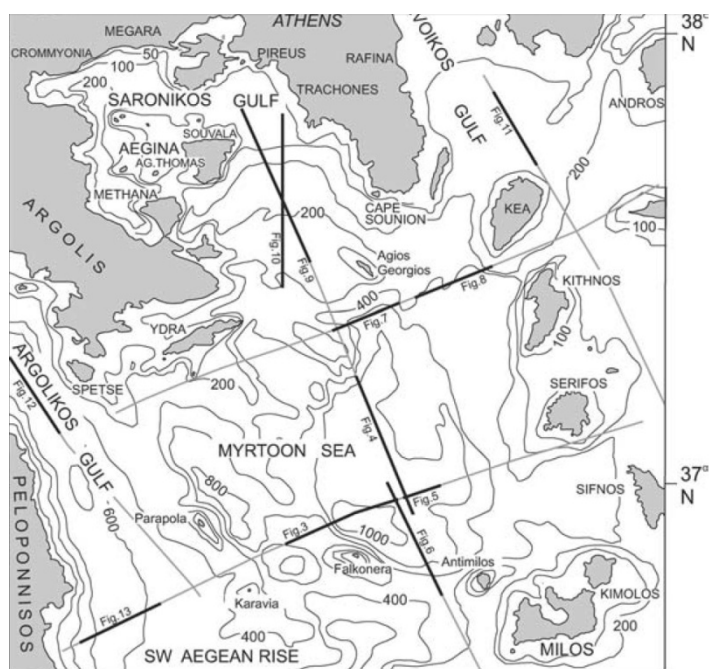 ATHENS
38°
N
MEGARA
VOIKOS
CROMMYONIA
50
PIREUS
RAFINA
100
200
TRACHONES
SARONIKOS GULF
GULF
Fig.11
ANDROS
SOUVALA
AEGINA
AG.THOMAS
200
METHANA
CAPE
SOUNION
KEA
ARGOLIS
200
100
Fig.10
Fig.9
Agios
Georgios
KITHNOS
400
Fig.8
Fig.7
YDRA
100
ARGOLIKOS
SPETSE
200
SERIFOS
Fig.12
Fig.4
MYRTOON SEA
GULF
37°
N
800
SIFNOS
600
Fig.5
PELOPONNISOS
Parapola
Fig.3
1000
Fig.6
Falkonera
Antimilos
KIMOLOS
Fig.13
Karavia
400
200
400
SW AEGEAN RISE
MILOS